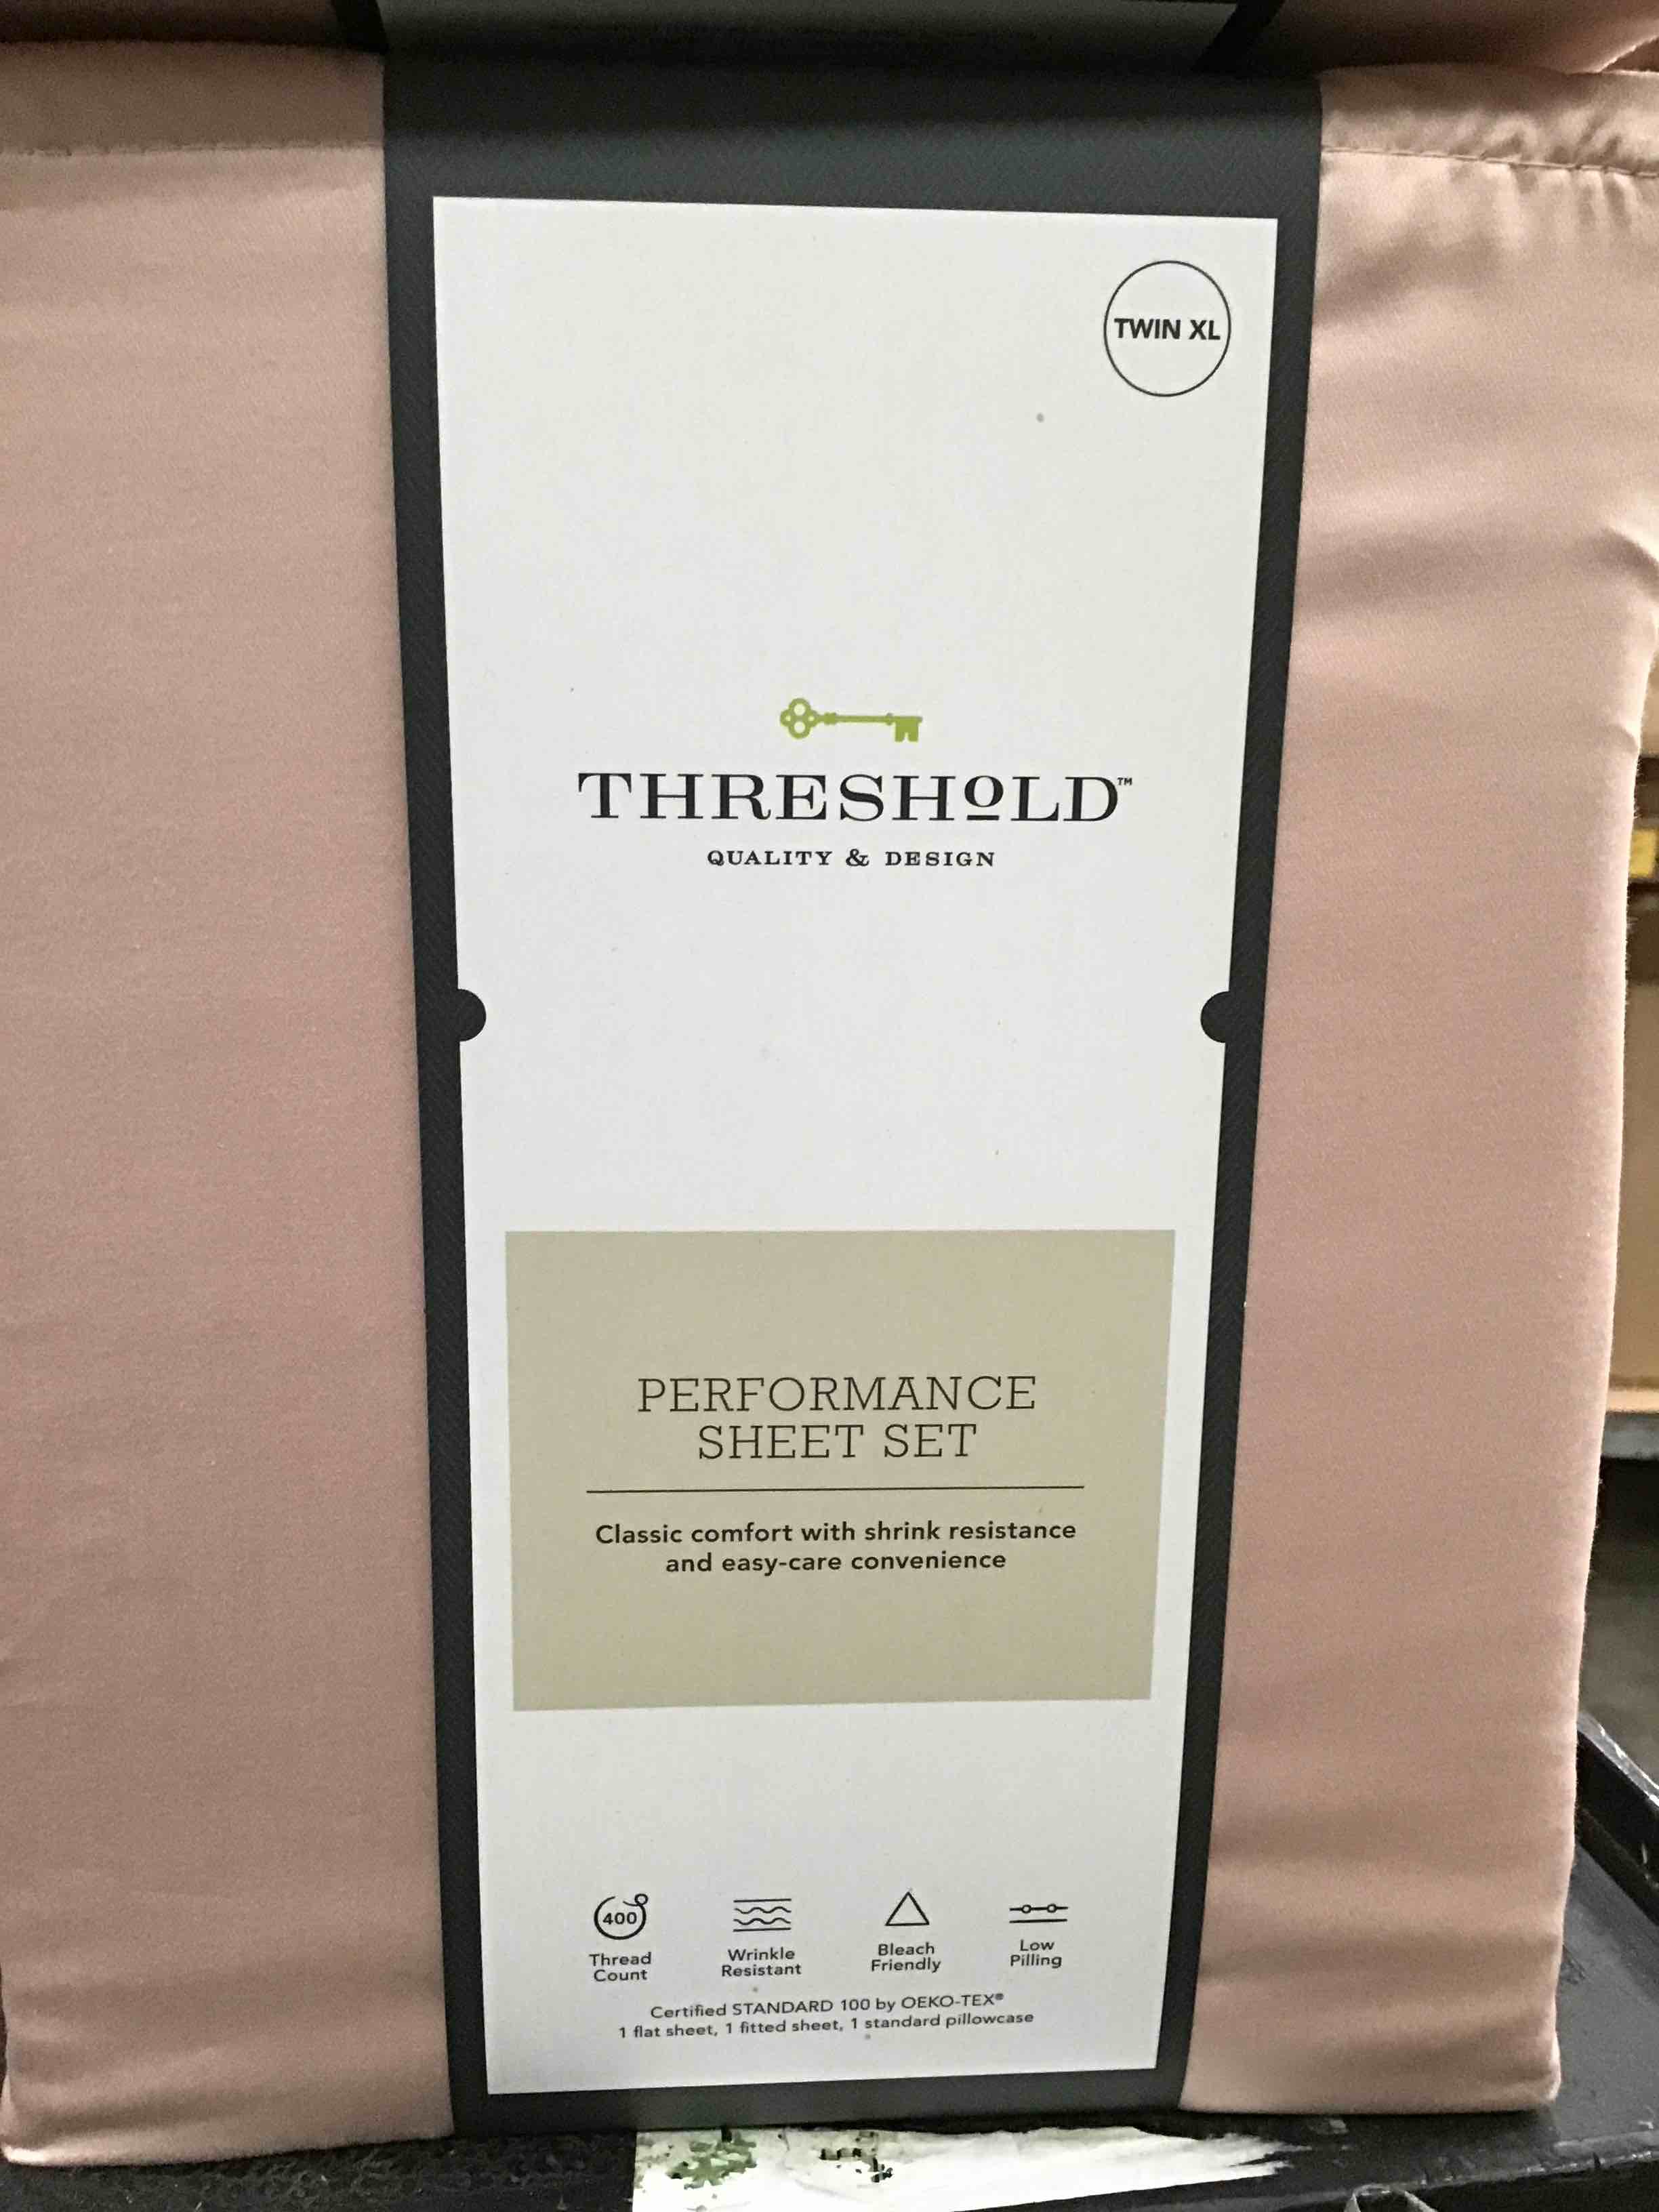 TWIN XL
THRESHOLD™
QUALITY & DESIGN
PERFORMANCE
SHEET SET
Classic comfort with shrink resistance
and easy-care convenience
400
Thread
Count
Wrinkle
Resistant
Bleach
Friendly
Low
Pilling
Certified STANDARD 100 by OEKO-TEX®
1 flat sheet, 1 fitted sheet, 1 standard pillowcase